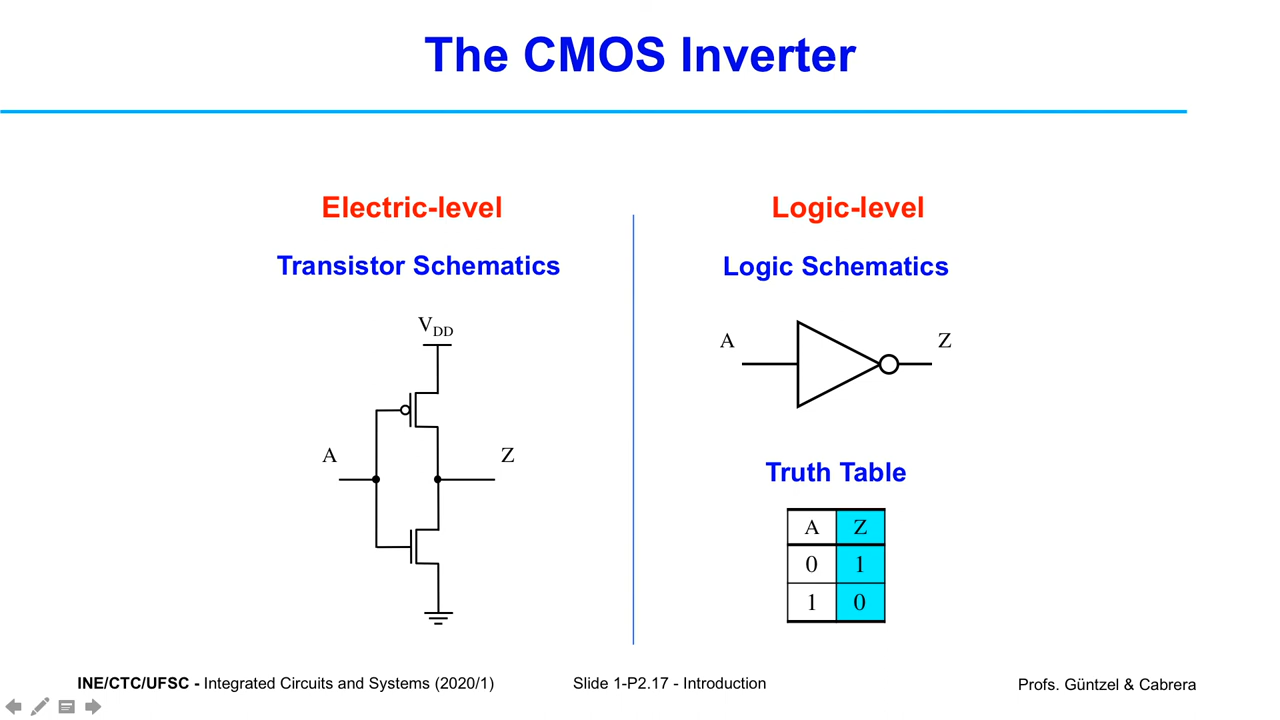 The CMOS Inverter
Electric-level
Transistor Schematics
VDD
A
Z
Logic-level
Logic Schematics
A
Z
Truth Table
A Z
0 1
1 0
INE/CTC/UFSC - Integrated Circuits and Systems (2020/1)
Slide 1-P2.17 - Introduction
Profs. Güntzel & Cabrera